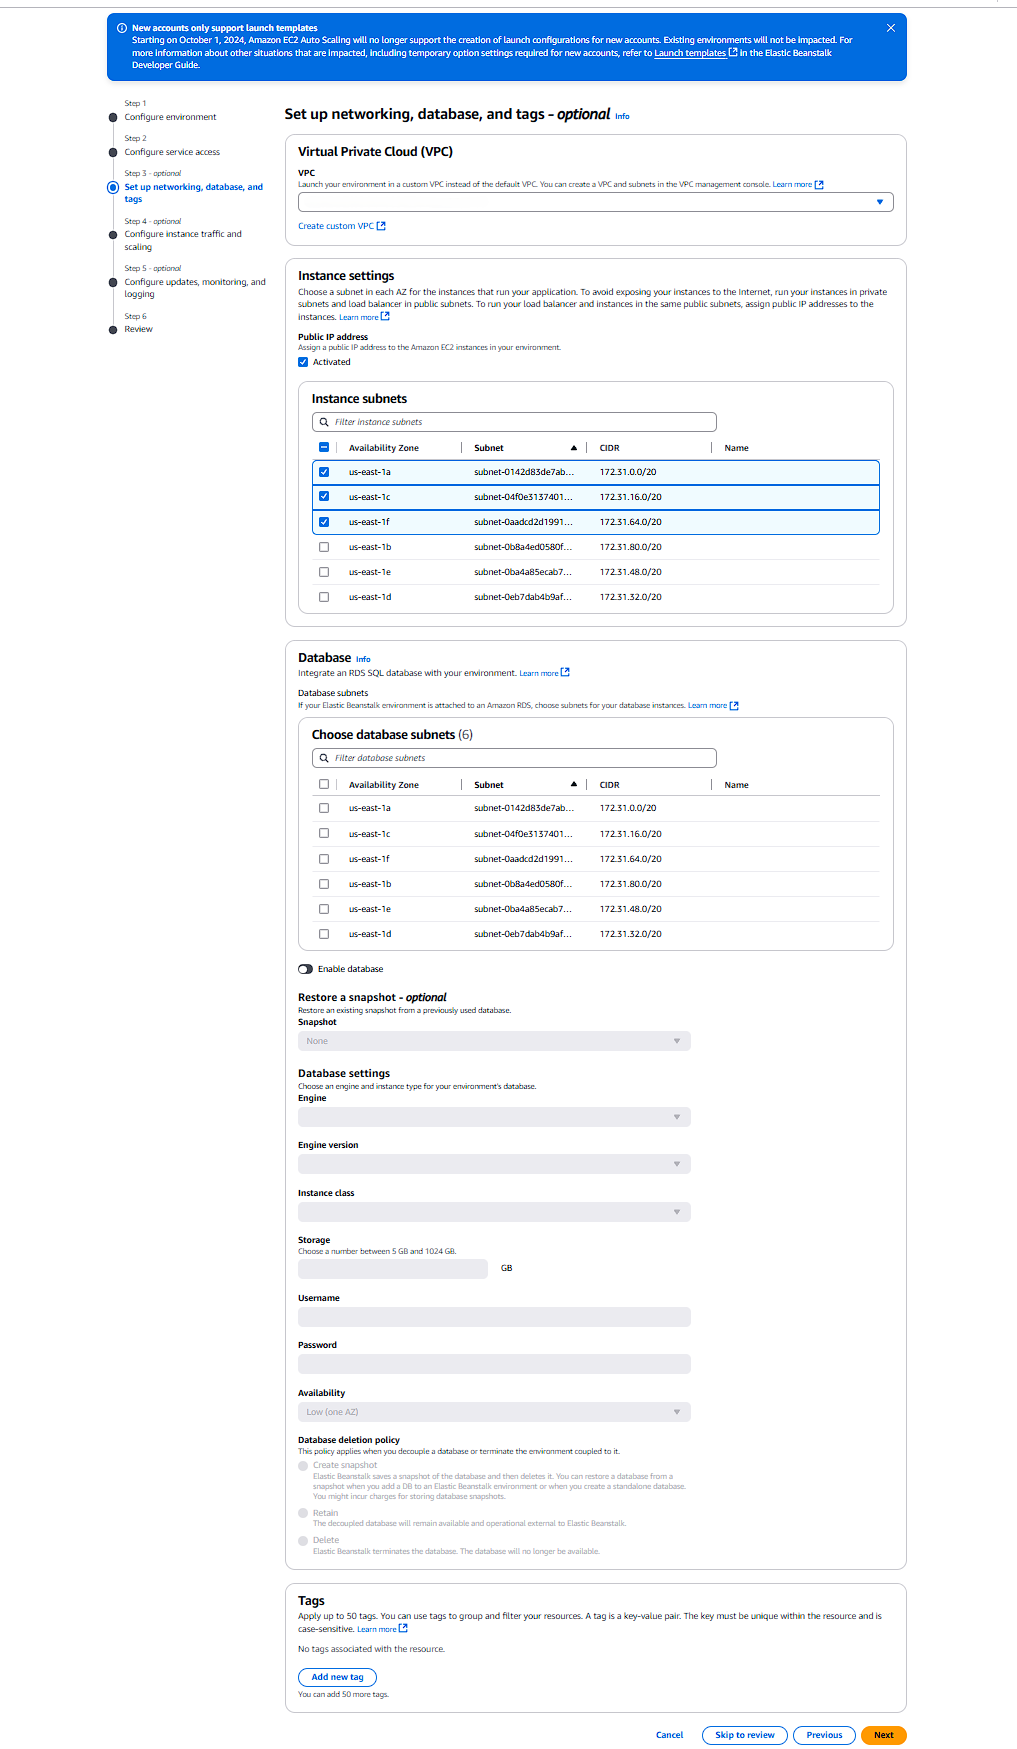 New accounts only support launch templates
Starting on October 1, 2024, Amazon EC2 Auto Scaling will no longer support the creation of launch configurations for new accounts. Existing environments will not be impacted. For
more information about other situations that are impacted, including temporary option settings required for new accounts, refer to Launch templates in the Elastic Beanstalk
Developer Guide.
Step 1
Configure environment
Step 2
Configure service access
Step 3 - optional
Set up networking, database, and
tags
Step 4 - optional
Configure instance traffic and
scaling
Step 5 - optional
Configure updates, monitoring, and
logging
Step 6
Review
Set up networking, database, and tags - optional Info
Virtual Private Cloud (VPC)
VPC
Launch your environment in a custom VPC instead of the default VPC. You can create a VPC and subnets in the VPC management console. Learn more
Create custom VPC
Instance settings
Choose a subnet in each AZ for the instances that run your application. To avoid exposing your instances to the Internet, run your instances in private
subnets and load balancer in public subnets. To run your load balancer and instances in the same public subnets, assign public IP addresses to the
instances. Learn more
Public IP address
Assign a public IP address to the Amazon EC2 instances in your environment.
Activated
Instance subnets
Filter instance subnets
Availability Zone Subnet CIDR Name
us-east-1a subnet-0142d83de7ab... 172.31.0.0/20
us-east-1c subnet-04f0e3137401... 172.31.16.0/20
us-east-1f subnet-0aadcd2d1991... 172.31.64.0/20
us-east-1b subnet-0b8a4ed0580f... 172.31.80.0/20
us-east-1e subnet-0ba4a85ecab7... 172.31.48.0/20
us-east-1d subnet-0eb7dab4b9af... 172.31.32.0/20
Database Info
Integrate an RDS SQL database with your environment. Learn more
Database subnets
If your Elastic Beanstalk environment is attached to an Amazon RDS, choose subnets for your database instances. Learn more
Choose database subnets (6)
Filter database subnets
Availability Zone Subnet CIDR Name
us-east-1a subnet-0142d83de7ab... 172.31.0.0/20
us-east-1c subnet-04f0e3137401... 172.31.16.0/20
us-east-1f subnet-0aadcd2d1991... 172.31.64.0/20
us-east-1b subnet-0b8a4ed0580f... 172.31.80.0/20
us-east-1e subnet-0ba4a85ecab7... 172.31.48.0/20
us-east-1d subnet-0eb7dab4b9af... 172.31.32.0/20
Enable database
Restore a snapshot - optional
Restore an existing snapshot from a previously used database.
Snapshot
None
Database settings
Choose an engine and instance type for your environment's database.
Engine
Engine version
Instance class
Storage
Choose a number between 5 GB and 1024 GB.
GB
Username
Password
Availability
Low (one AZ)
Database deletion policy
This policy applies when you decouple a database or terminate the environment coupled to it.
Create snapshot
Elastic Beanstalk saves a snapshot of the database and then deletes it. You can restore a database from a
snapshot when you add a DB to an Elastic Beanstalk environment or when you create a standalone database.
You might incur charges for storing database snapshots.
Retain
The decoupled database will remain available and operational external to Elastic Beanstalk.
Delete
Elastic Beanstalk terminates the database. The database will no longer be available.
Tags
Apply up to 50 tags. You can use tags to group and filter your resources. A tag is a key-value pair. The key must be unique within the resource and is
case-sensitive. Learn more
No tags associated with the resource.
Add new tag
You can add 50 more tags.
Cancel Skip to review Previous Next